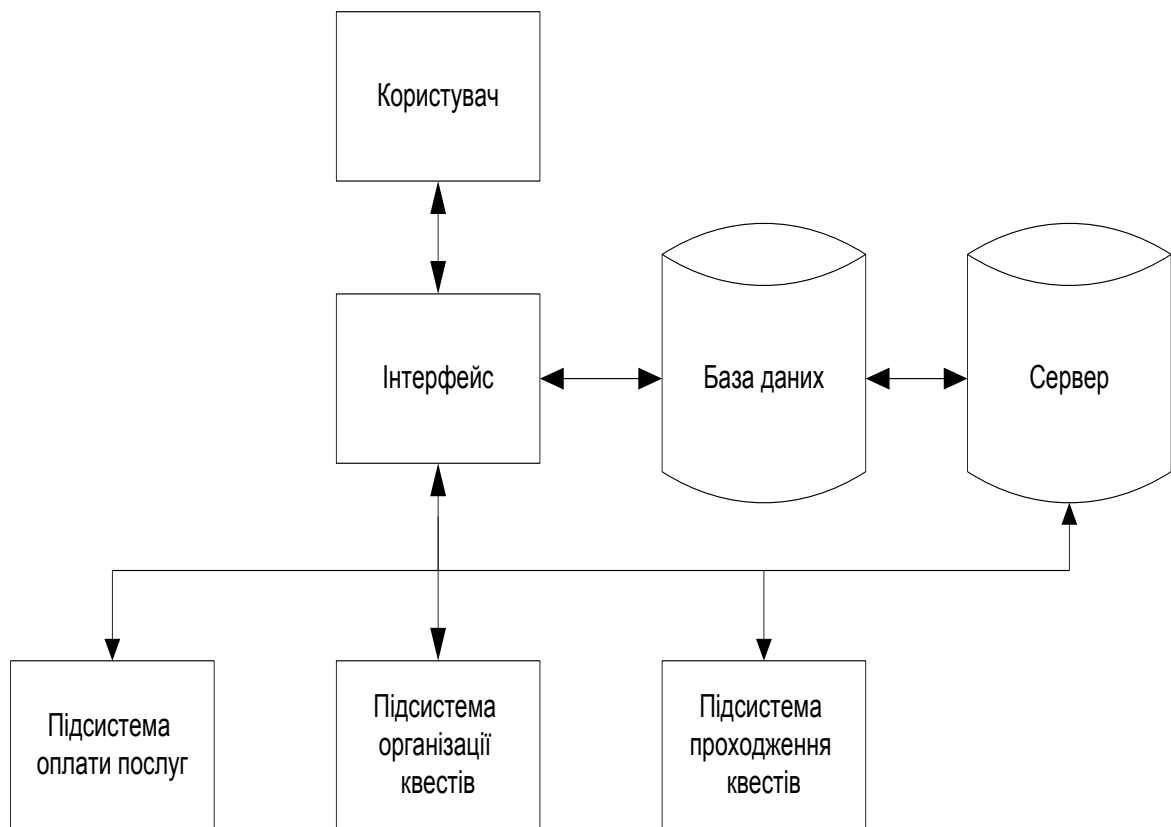 Користувач
Інтерфейс
База даних
Сервер
Підсистема
оплати послуг
Підсистема
організації
квестів
Підсистема
проходження
квестів